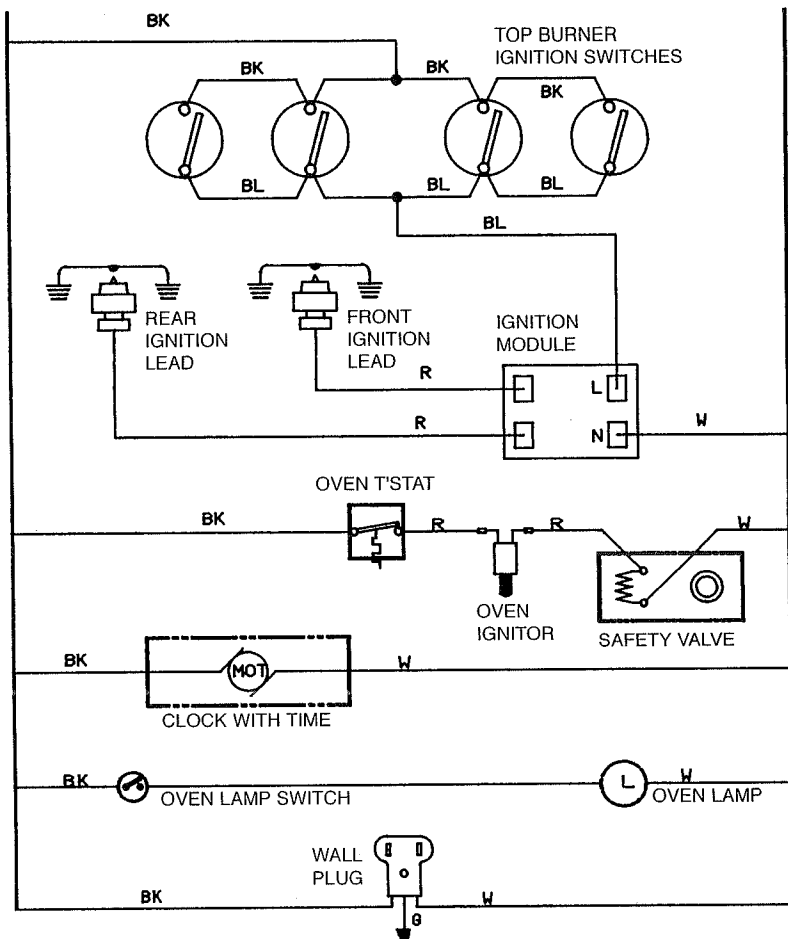 BK
TOP BURNER
IGNITION SWITCHES
BK
BK
BK
BL
BL
BL
BL
REAR
IGNITION
LEAD
FRONT
IGNITION
LEAD
IGNITION
MODULE
R
L
R
N
W
OVEN T'STAT
BK
R
R
W
OVEN
IGNITOR
SAFETY VALVE
BK
MOT
W
CLOCK WITH TIME
BK
OVEN LAMP SWITCH
L
W
OVEN LAMP
WALL
PLUG
BK
G
W